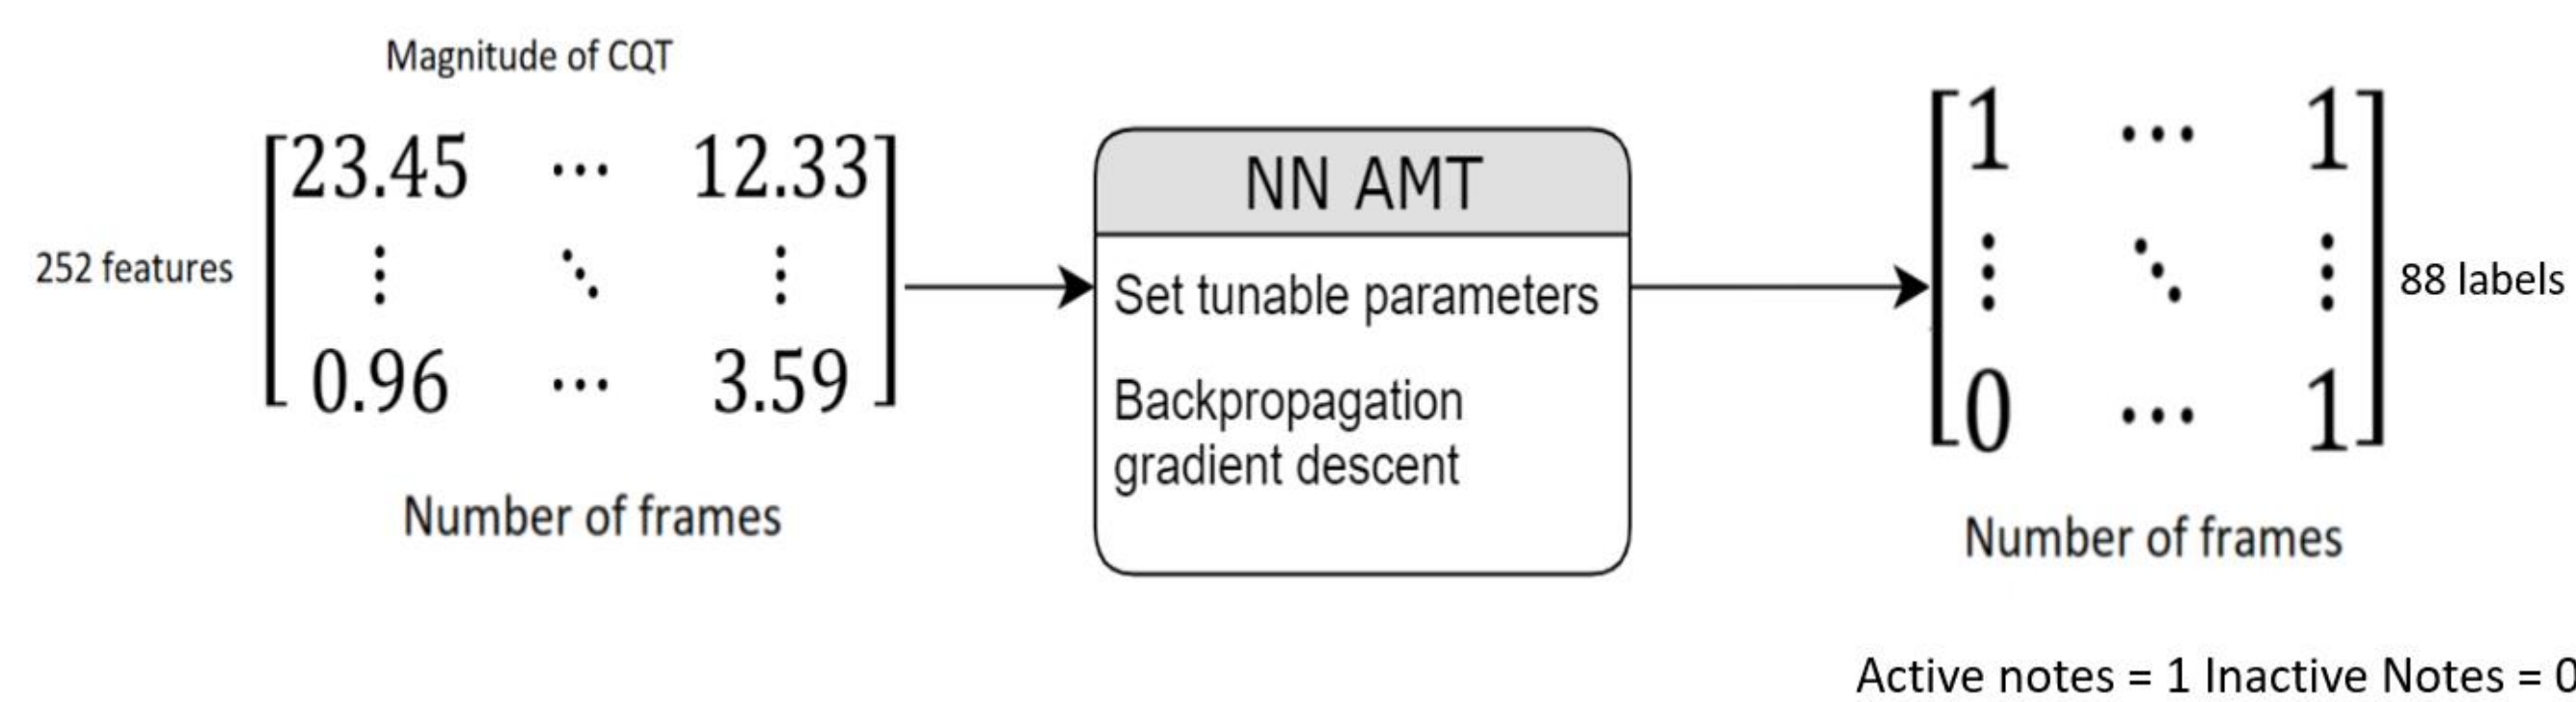 Magnitude of CQT
23.45 ⋯ 12.33
252 features ⋮ ⋱ ⋮
0.96 ⋯ 3.59
Number of frames
NN AMT
Set tunable parameters
Backpropagation
gradient descent
1 ⋯ 1
⋮ ⋱ ⋮ 88 labels
0 ⋯ 1
Number of frames
Active notes = 1 Inactive Notes = 0